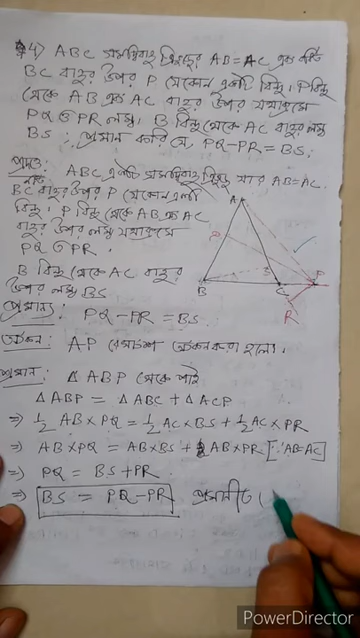 4) ABC সমদ্বিবাহু ত্রিভুজের AB = AC এবং বর্ধিত
BC বাহুর উপর P যেকোন একটি বিন্দু। P বিন্দু
থেকে AB এবং AC বাহুর উপর যথাক্রমে
PQ ও PR লম্ব। B বিন্দু থেকে AC বাহুর লম্ব
BS ; প্রমাণ করি যে, PQ-PR = BS.
প্রদত্ত: ABC একটি সমদ্বিবাহু ত্রিভুজ যার AB=AC.
BC বাহুর উপর P যেকোন একটি
বিন্দু। P বিন্দু থেকে AB এবং AC
বাহুর উপর লম্ব যথাক্রমে
PQ ও PR.
B বিন্দু থেকে AC বাহুর
উপর লম্ব BS
প্রমাণ্য: PQ-PR = BS.
অঙ্কন: AP রেখাংশ অঙ্কন করা হলো।
প্রমাণ: Δ ABP থেকে পাই
Δ ABP = Δ ABC + Δ ACP
⇒ 1/2 AB × PQ = 1/2 AC × BS + 1/2 AC × PR
⇒ AB × PQ = AB × BS + AB × PR [∵ AB=AC]
⇒ PQ = BS + PR
⇒ BS = PQ-PR প্রমাণীত।
A
Q
S
B
C
P
R
PowerDirector